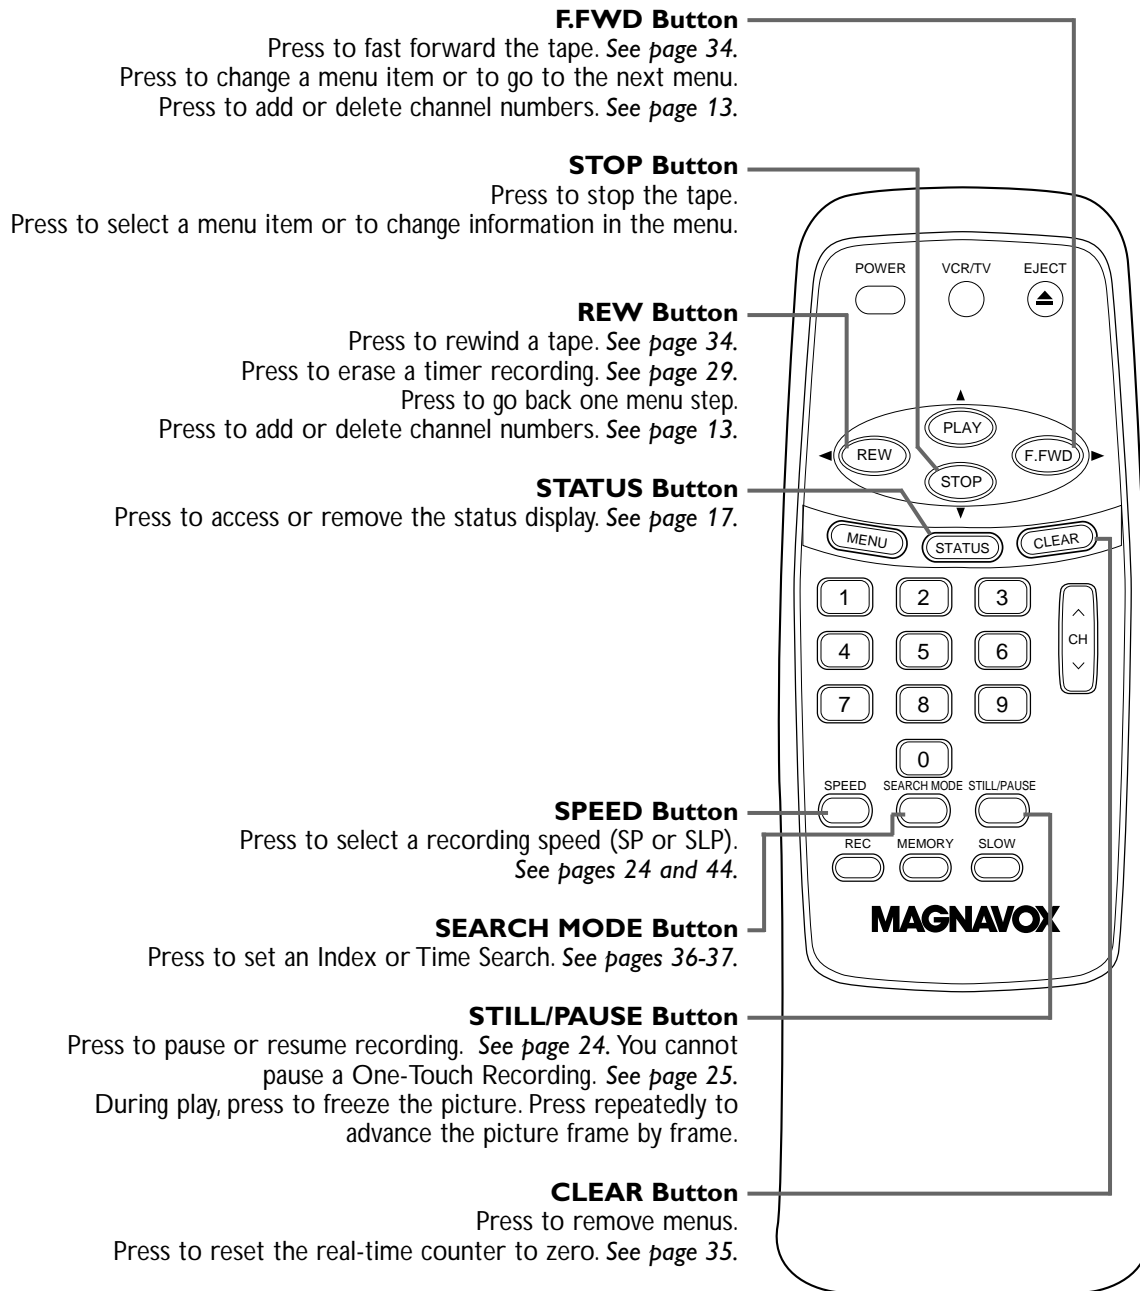 F.FWD Button
Press to fast forward the tape. See page 34.
Press to change a menu item or to go to the next menu.
Press to add or delete channel numbers. See page 13.
STOP Button
Press to stop the tape.
Press to select a menu item or to change information in the menu.
REW Button
Press to rewind a tape. See page 34.
Press to erase a timer recording. See page 29.
Press to go back one menu step.
Press to add or delete channel numbers. See page 13.
STATUS Button
Press to access or remove the status display. See page 17.
SPEED Button
Press to select a recording speed (SP or SLP).
See pages 24 and 44.
SEARCH MODE Button
Press to set an Index or Time Search. See pages 36-37.
STILL/PAUSE Button
Press to pause or resume recording. See page 24. You cannot
pause a One-Touch Recording. See page 25.
During play, press to freeze the picture. Press repeatedly to
advance the picture frame by frame.
CLEAR Button
Press to remove menus.
Press to reset the real-time counter to zero. See page 35.
POWER VCR/TV EJECT
PLAY
REW F.FWD
STOP
MENU STATUS CLEAR
1 2 3
CH
4 5 6
7 8 9
0
SPEED SEARCH MODE STILL/PAUSE
REC MEMORY SLOW
MAGNAVOX